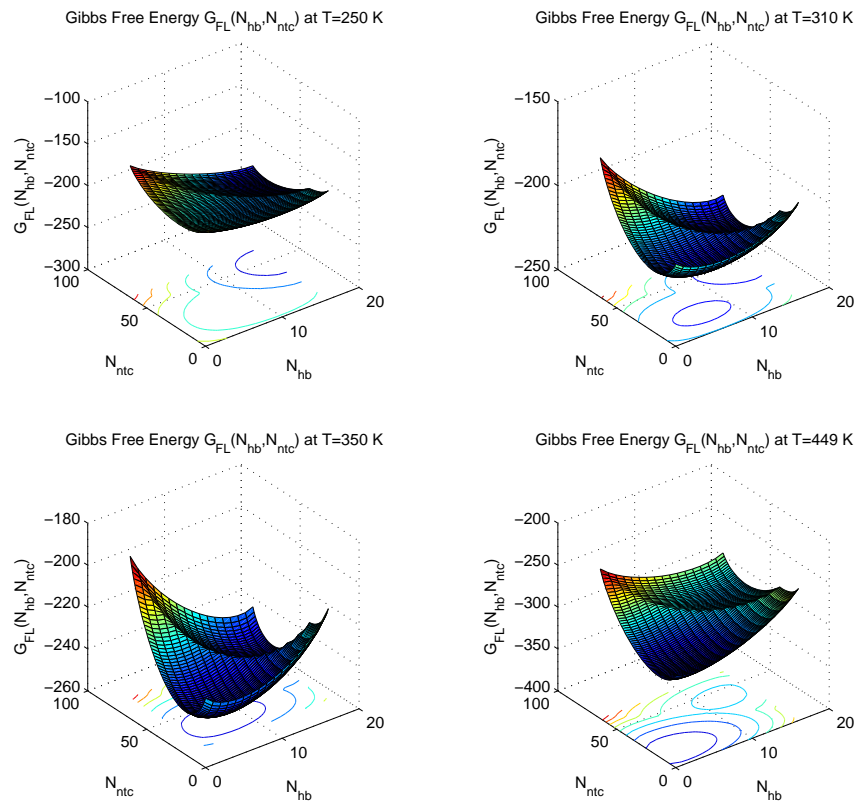 Gibbs Free Energy G_FL(N_hb,N_ntc) at T=250 K
−100
−150
−200
−250
−300
100
50
0
0
10
20
G_FL(N_hb,N_ntc)
N_ntc
N_hb
Gibbs Free Energy G_FL(N_hb,N_ntc) at T=310 K
−150
−200
−250
100
50
0
0
10
20
G_FL(N_hb,N_ntc)
N_ntc
N_hb
Gibbs Free Energy G_FL(N_hb,N_ntc) at T=350 K
−180
−200
−220
−240
−260
100
50
0
0
10
20
G_FL(N_hb,N_ntc)
N_ntc
N_hb
Gibbs Free Energy G_FL(N_hb,N_ntc) at T=449 K
−200
−250
−300
−350
−400
100
50
0
0
10
20
G_FL(N_hb,N_ntc)
N_ntc
N_hb